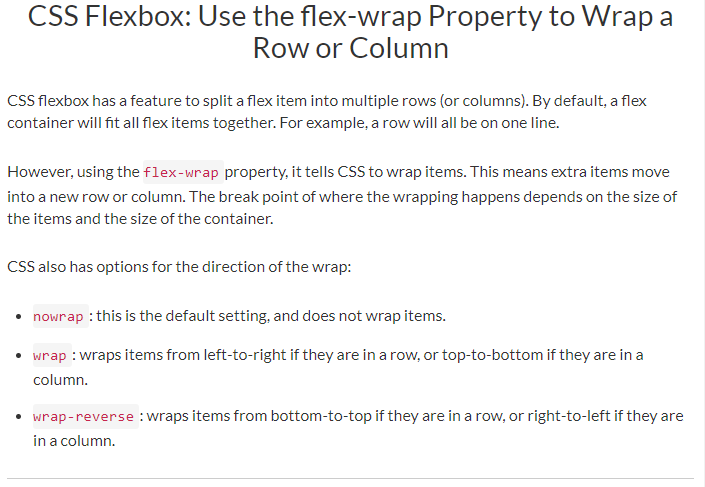 CSS Flexbox: Use the flex-wrap Property to Wrap a
Row or Column
CSS flexbox has a feature to split a flex item into multiple rows (or columns). By default, a flex
container will fit all flex items together. For example, a row will all be on one line.
However, using the flex-wrap property, it tells CSS to wrap items. This means extra items move
into a new row or column. The break point of where the wrapping happens depends on the size of
the items and the size of the container.
CSS also has options for the direction of the wrap:
• nowrap : this is the default setting, and does not wrap items.
• wrap : wraps items from left-to-right if they are in a row, or top-to-bottom if they are in a
column.
• wrap-reverse : wraps items from bottom-to-top if they are in a row, or right-to-left if they are
in a column.